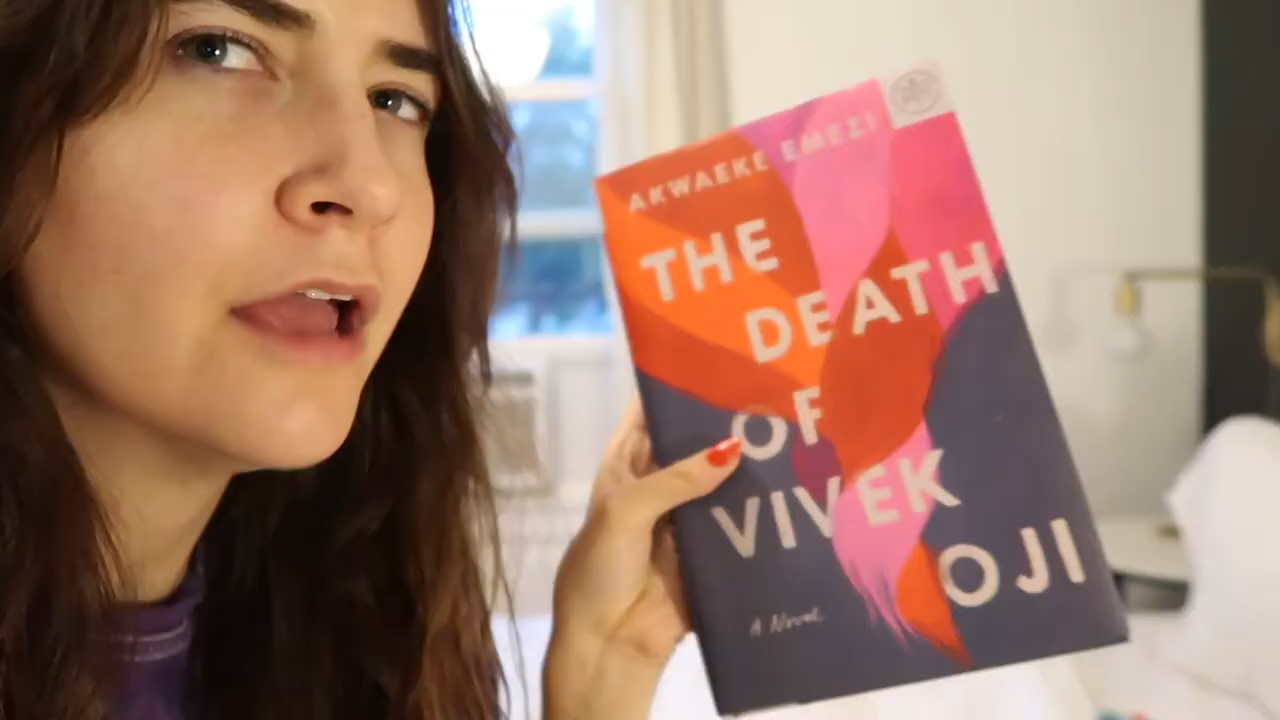 AKWAEKE EMEZI
THE
DEATH
OF
VIVEK
OJI
A Novel